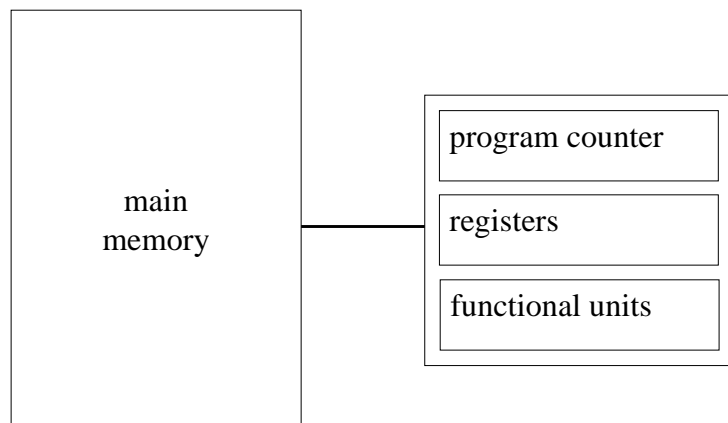 main
memory
program counter
registers
functional units